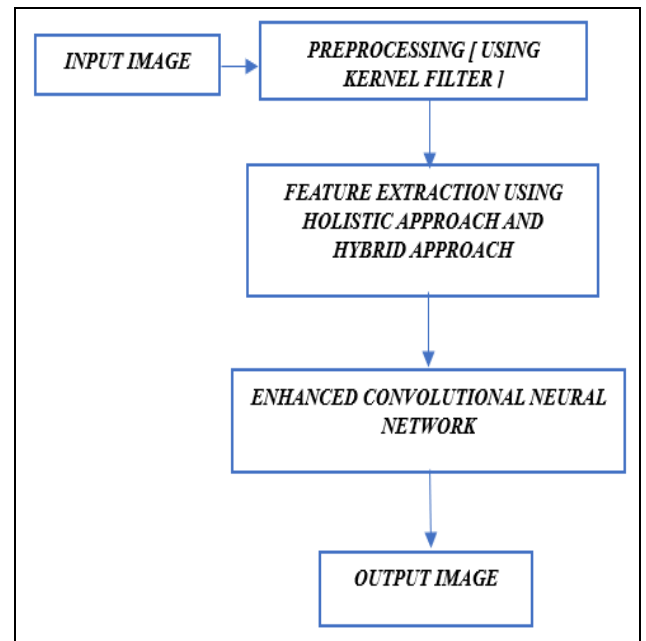 INPUT IMAGE
PREPROCESSING [ USING
KERNEL FILTER ]
FEATURE EXTRACTION USING
HOLISTIC APPROACH AND
HYBRID APPROACH
ENHANCED CONVOLUTIONAL NEURAL
NETWORK
OUTPUT IMAGE